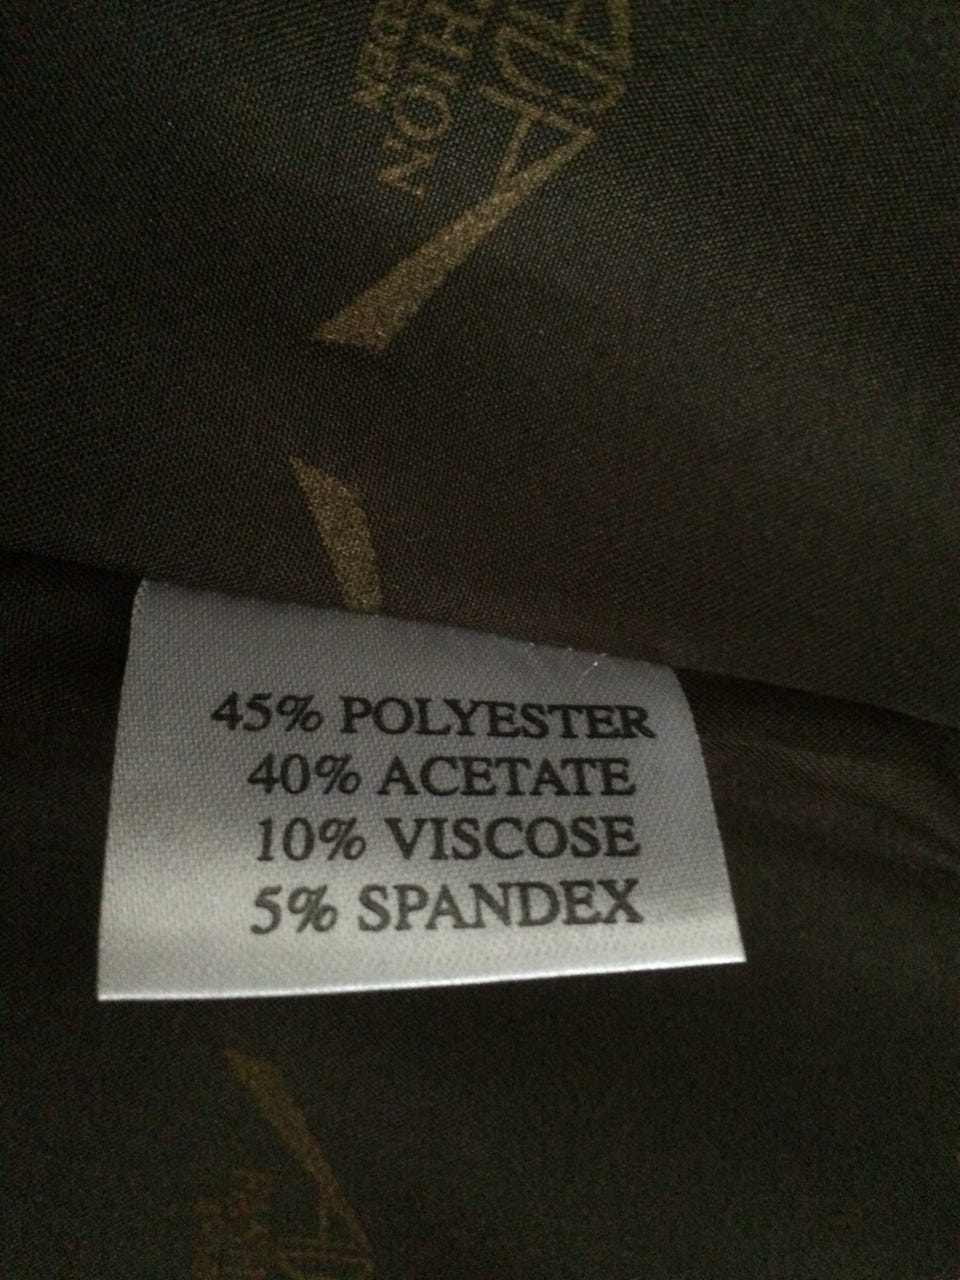 45% POLYESTER
40% ACETATE
10% VISCOSE
5% SPANDEX